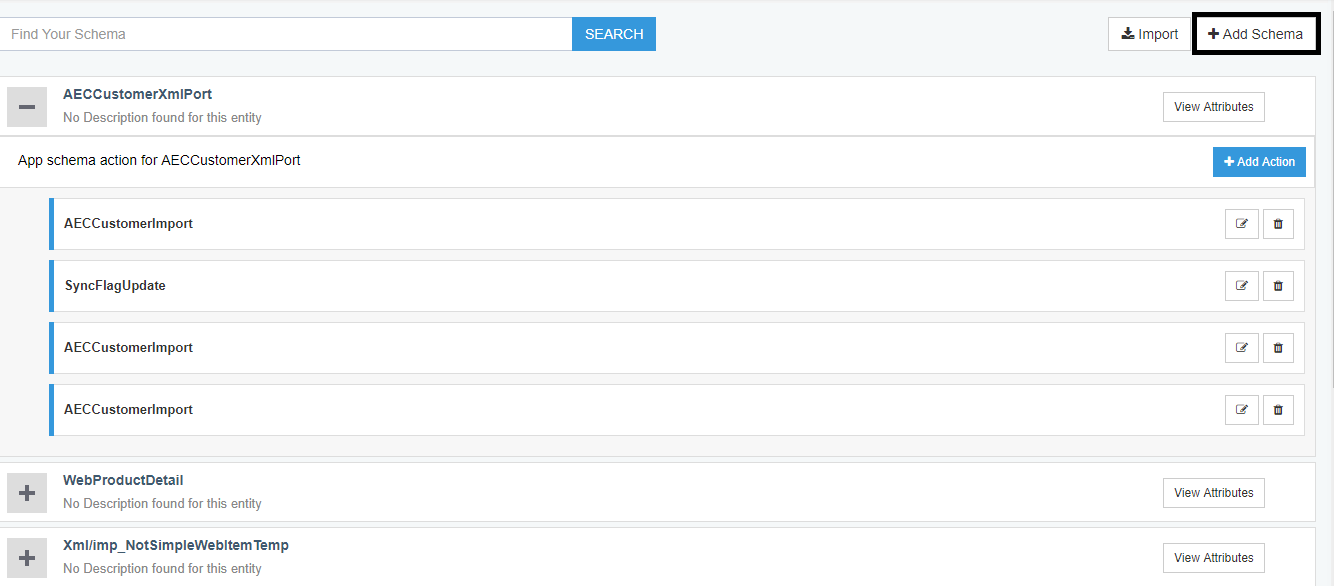 Find Your Schema
SEARCH
Import
Add Schema
AECCustomerXmlPort
No Description found for this entity
View Attributes
App schema action for AECCustomerXmlPort
Add Action
AECCustomerImport
SyncFlagUpdate
AECCustomerImport
AECCustomerImport
WebProductDetail
No Description found for this entity
View Attributes
Xml/imp_NotSimpleWebItemTemp
No Description found for this entity
View Attributes